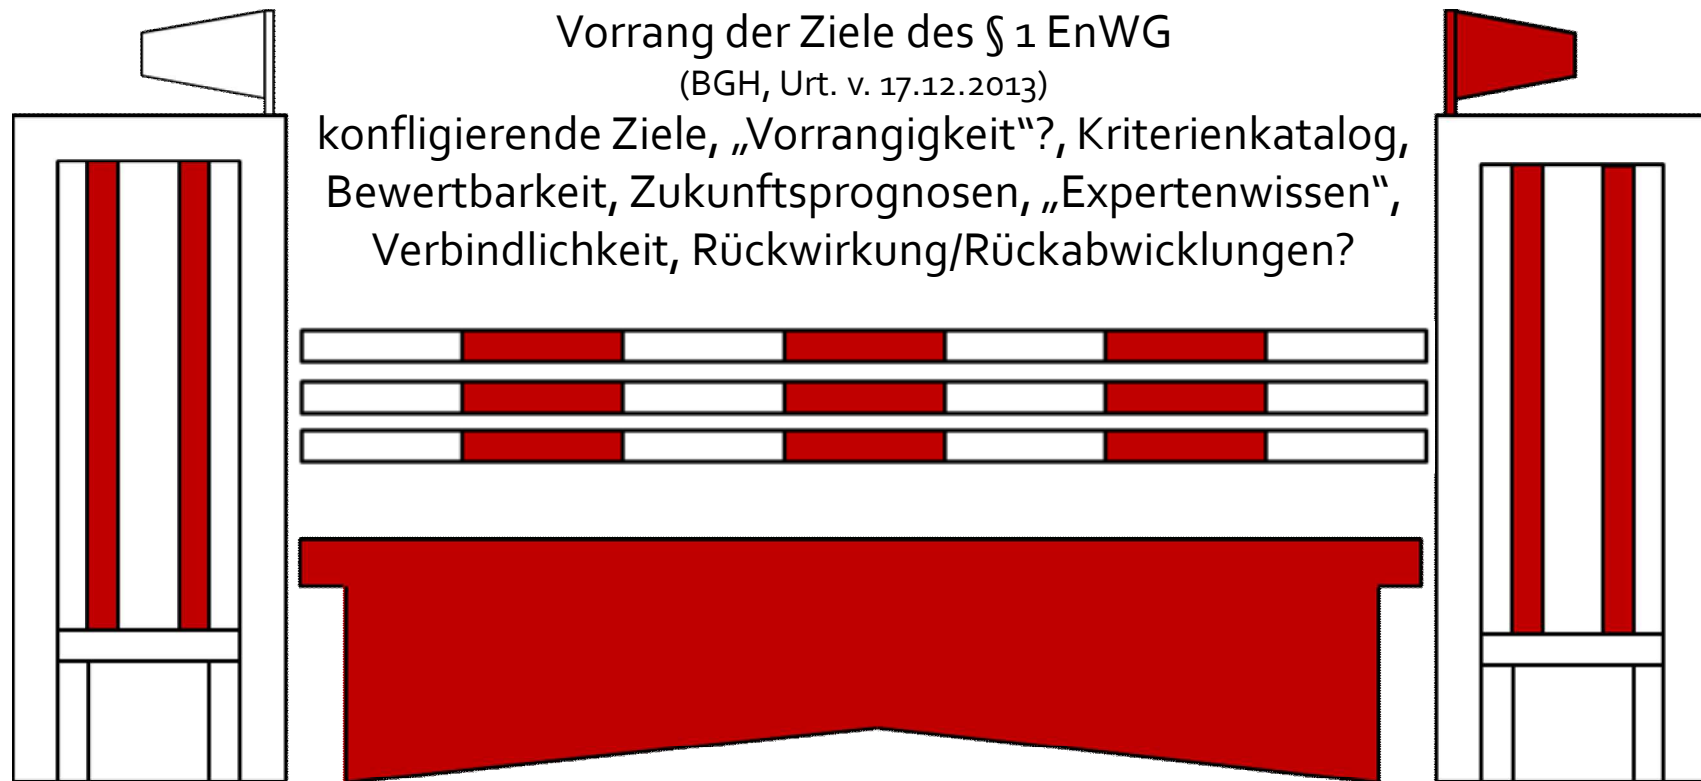 Vorrang der Ziele des § 1 EnWG
(BGH, Urt. v. 17.12.2013)
konfligierende Ziele, „Vorrangigkeit“?, Kriterienkatalog,
Bewertbarkeit, Zukunftsprognosen, „Expertenwissen“,
Verbindlichkeit, Rückwirkung/Rückabwicklungen?